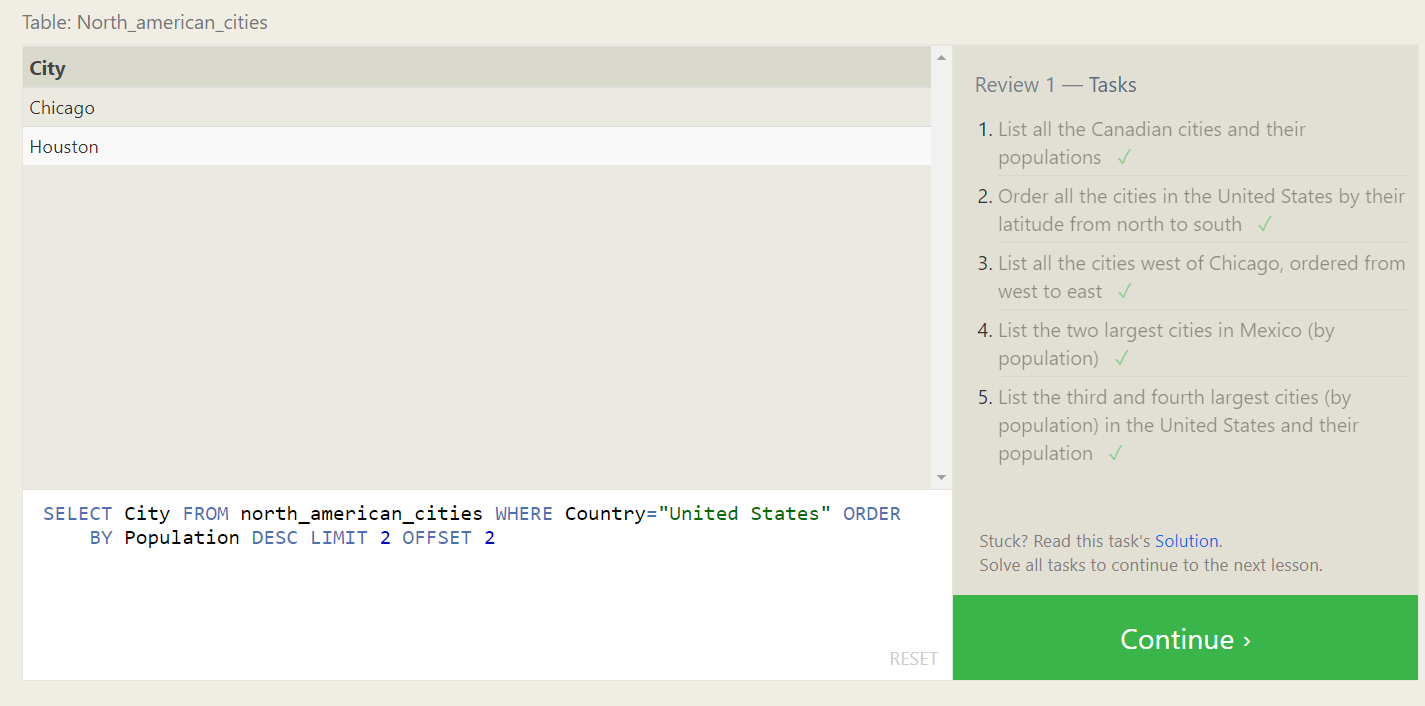 Table: North_american_cities
City
Chicago
Houston
SELECT City FROM north_american_cities WHERE Country="United States" ORDER
BY Population DESC LIMIT 2 OFFSET 2
RESET
Review 1 — Tasks
1. List all the Canadian cities and their
populations ✓
2. Order all the cities in the United States by their
latitude from north to south ✓
3. List all the cities west of Chicago, ordered from
west to east ✓
4. List the two largest cities in Mexico (by
population) ✓
5. List the third and fourth largest cities (by
population) in the United States and their
population ✓
Stuck? Read this task's Solution.
Solve all tasks to continue to the next lesson.
Continue ›